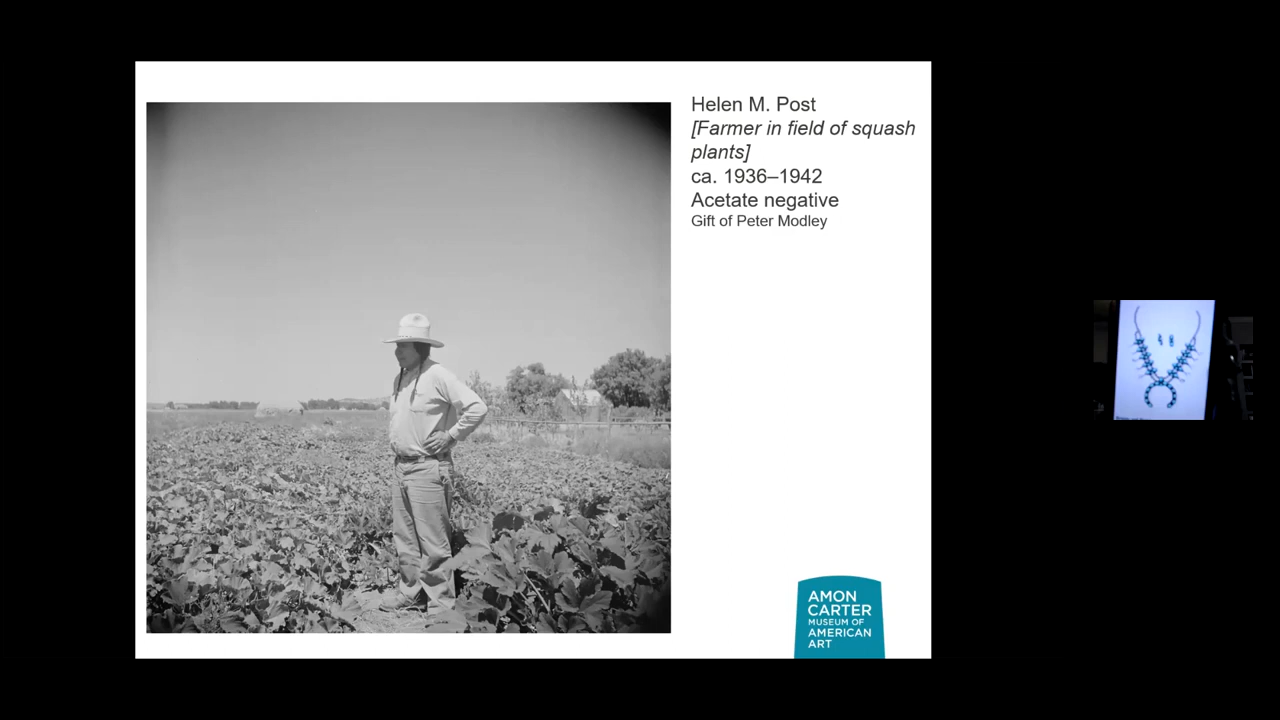 Helen M. Post
[Farmer in field of squash
plants]
ca. 1936–1942
Acetate negative
Gift of Peter Modley
AMON
CARTER
MUSEUM OF
AMERICAN
ART